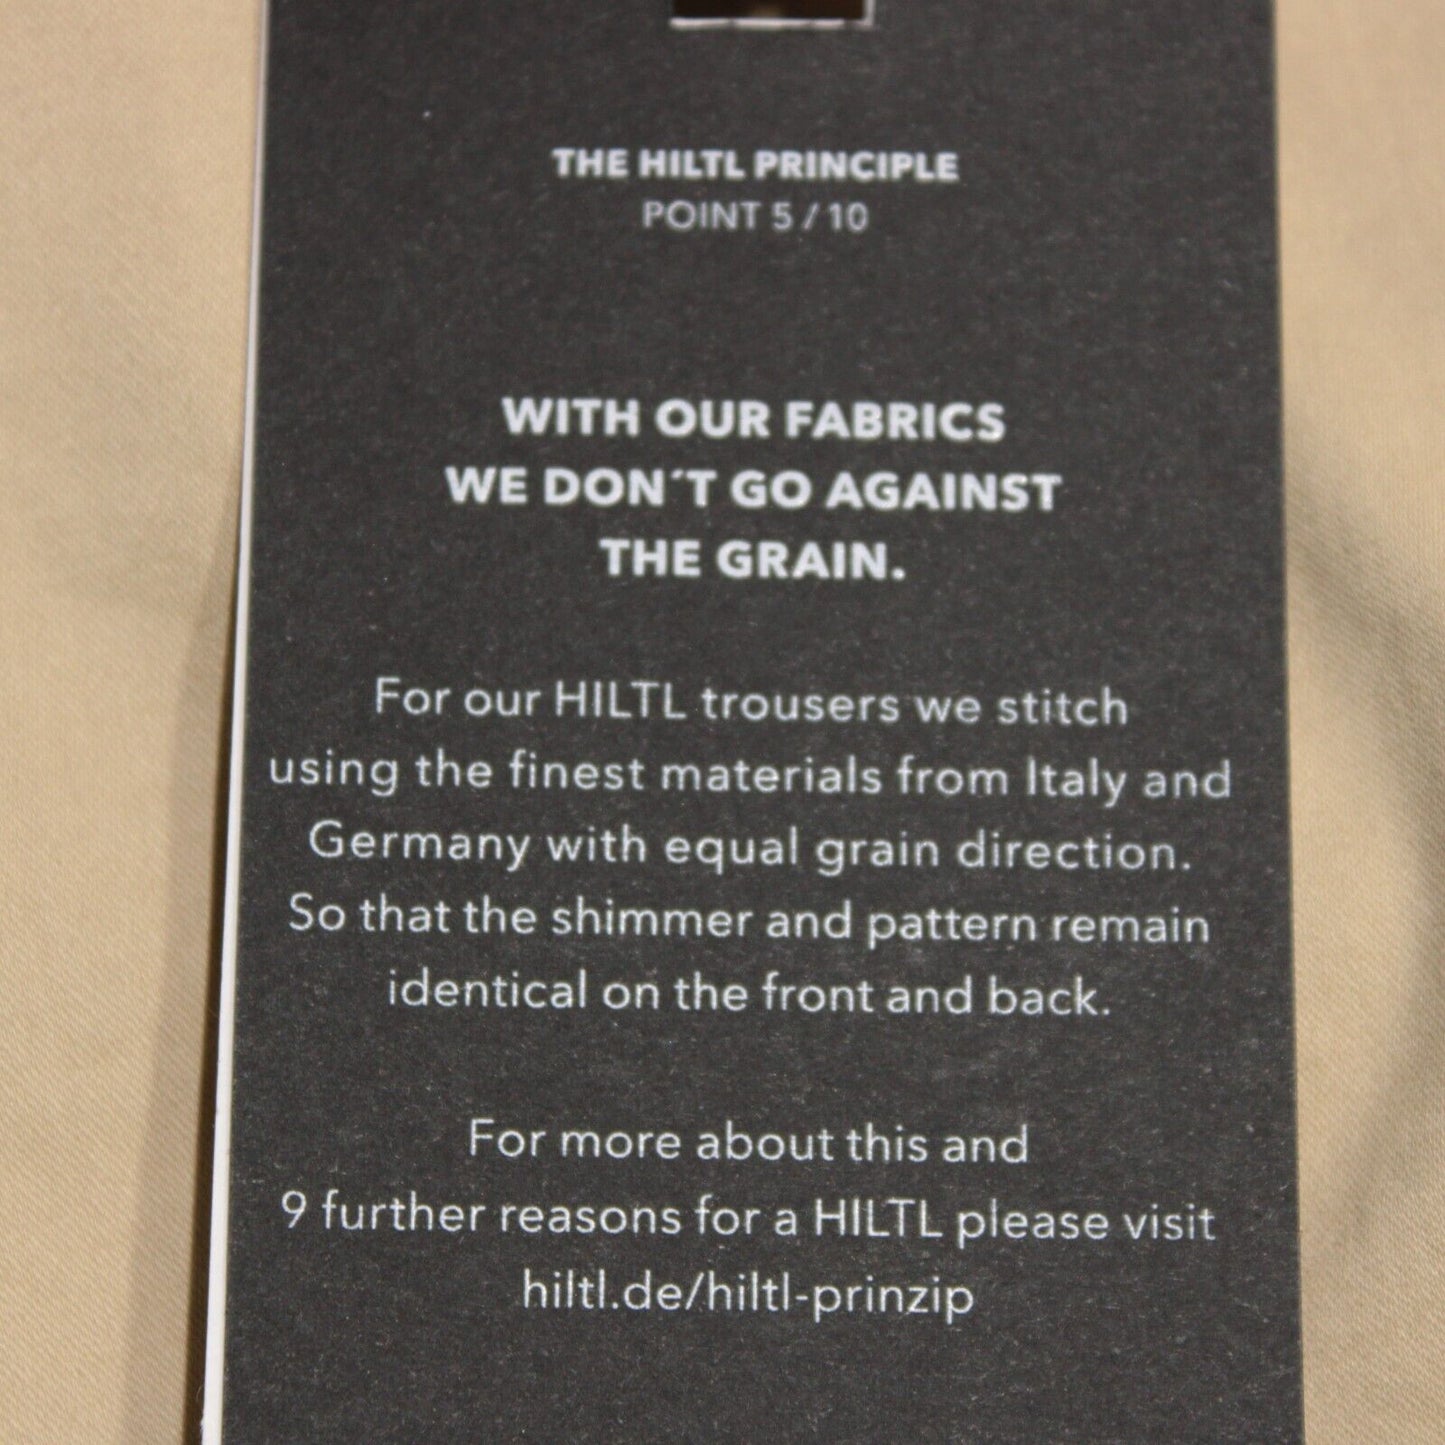 THE HILTL PRINCIPLE
POINT 5 / 10
WITH OUR FABRICS
WE DON´T GO AGAINST
THE GRAIN.
For our HILTL trousers we stitch
using the finest materials from Italy and
Germany with equal grain direction.
So that the shimmer and pattern remain
identical on the front and back.
For more about this and
9 further reasons for a HILTL please visit
hiltl.de/hiltl-prinzip